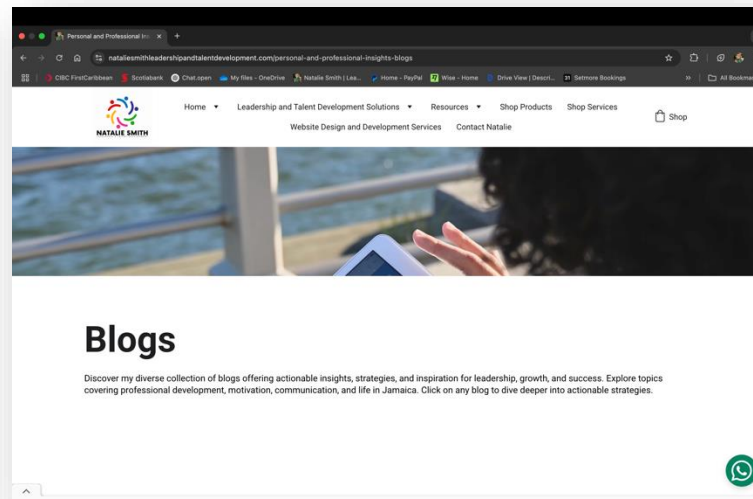 Personal and Professional Ins
nataliesmithleadershipandtalentdevelopment.com/personal-and-professional-insights-blogs
CIBC FirstCaribbean
Scotiabank
Chat.open
My files - OneDrive
Natalie Smith | Lea...
Home - PayPal
Wise - Home
Drive View | Descri...
31 Setmore Bookings
All Bookmar
NATALIE SMITH
Home
Leadership and Talent Development Solutions
Resources
Shop Products
Shop Services
Website Design and Development Services
Contact Natalie
Shop
Blogs
Discover my diverse collection of blogs offering actionable insights, strategies, and inspiration for leadership, growth, and success. Explore topics
covering professional development, motivation, communication, and life in Jamaica. Click on any blog to dive deeper into actionable strategies.